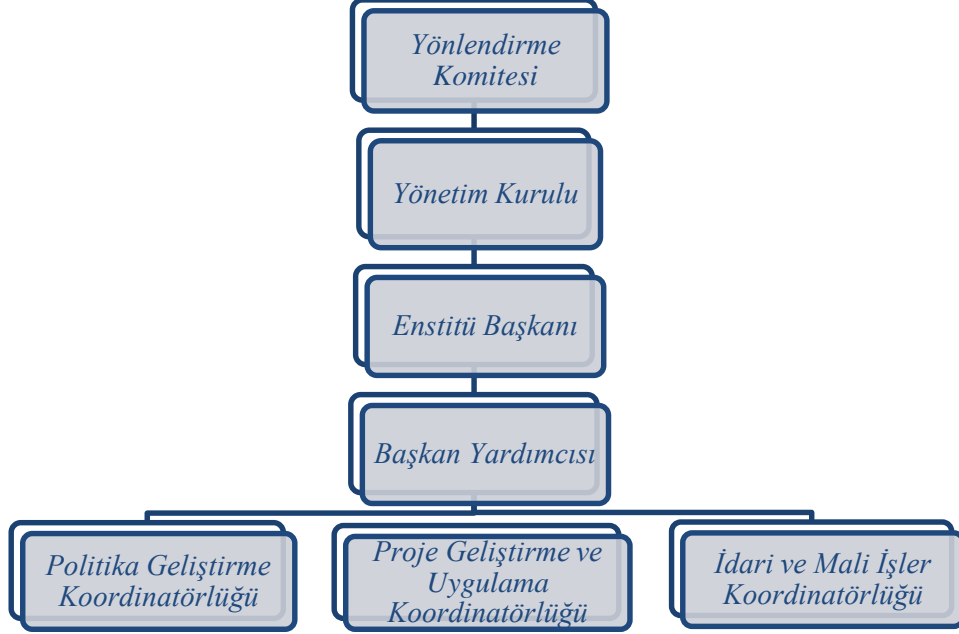 Yönlendirme
Komitesi
Yönetim Kurulu
Enstitü Başkanı
Başkan Yardımcısı
Politika Geliştirme
Koordinatörlüğü
Proje Geliştirme ve
Uygulama
Koordinatörlüğü
İdari ve Mali İşler
Koordinatörlüğü